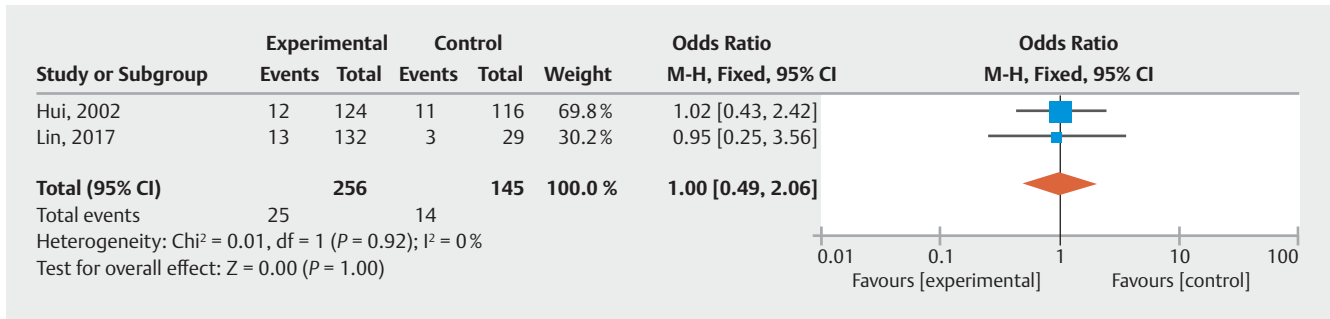 Experimental Control Odds Ratio Odds Ratio
Study or Subgroup Events Total Events Total Weight M-H, Fixed, 95% CI M-H, Fixed, 95% CI
Hui, 2002 12 124 11 116 69.8% 1.02 [0.43, 2.42]
Lin, 2017 13 132 3 29 30.2% 0.95 [0.25, 3.56]
Total (95% CI) 256 145 100.0 % 1.00 [0.49, 2.06]
Total events 25 14
Heterogeneity: Chi² = 0.01, df = 1 (P = 0.92); I² = 0%
Test for overall effect: Z = 0.00 (P = 1.00)
0.01 0.1 1 10 100
Favours [experimental] Favours [control]